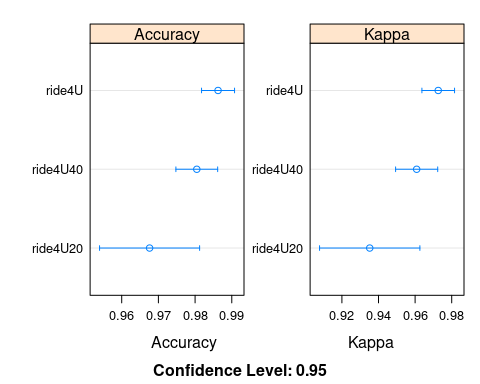 Accuracy Kappa
ride4U ride4U
ride4U40 ride4U40
ride4U20 ride4U20
0.96 0.97 0.98 0.99 0.92 0.94 0.96 0.98
Accuracy Kappa
Confidence Level: 0.95